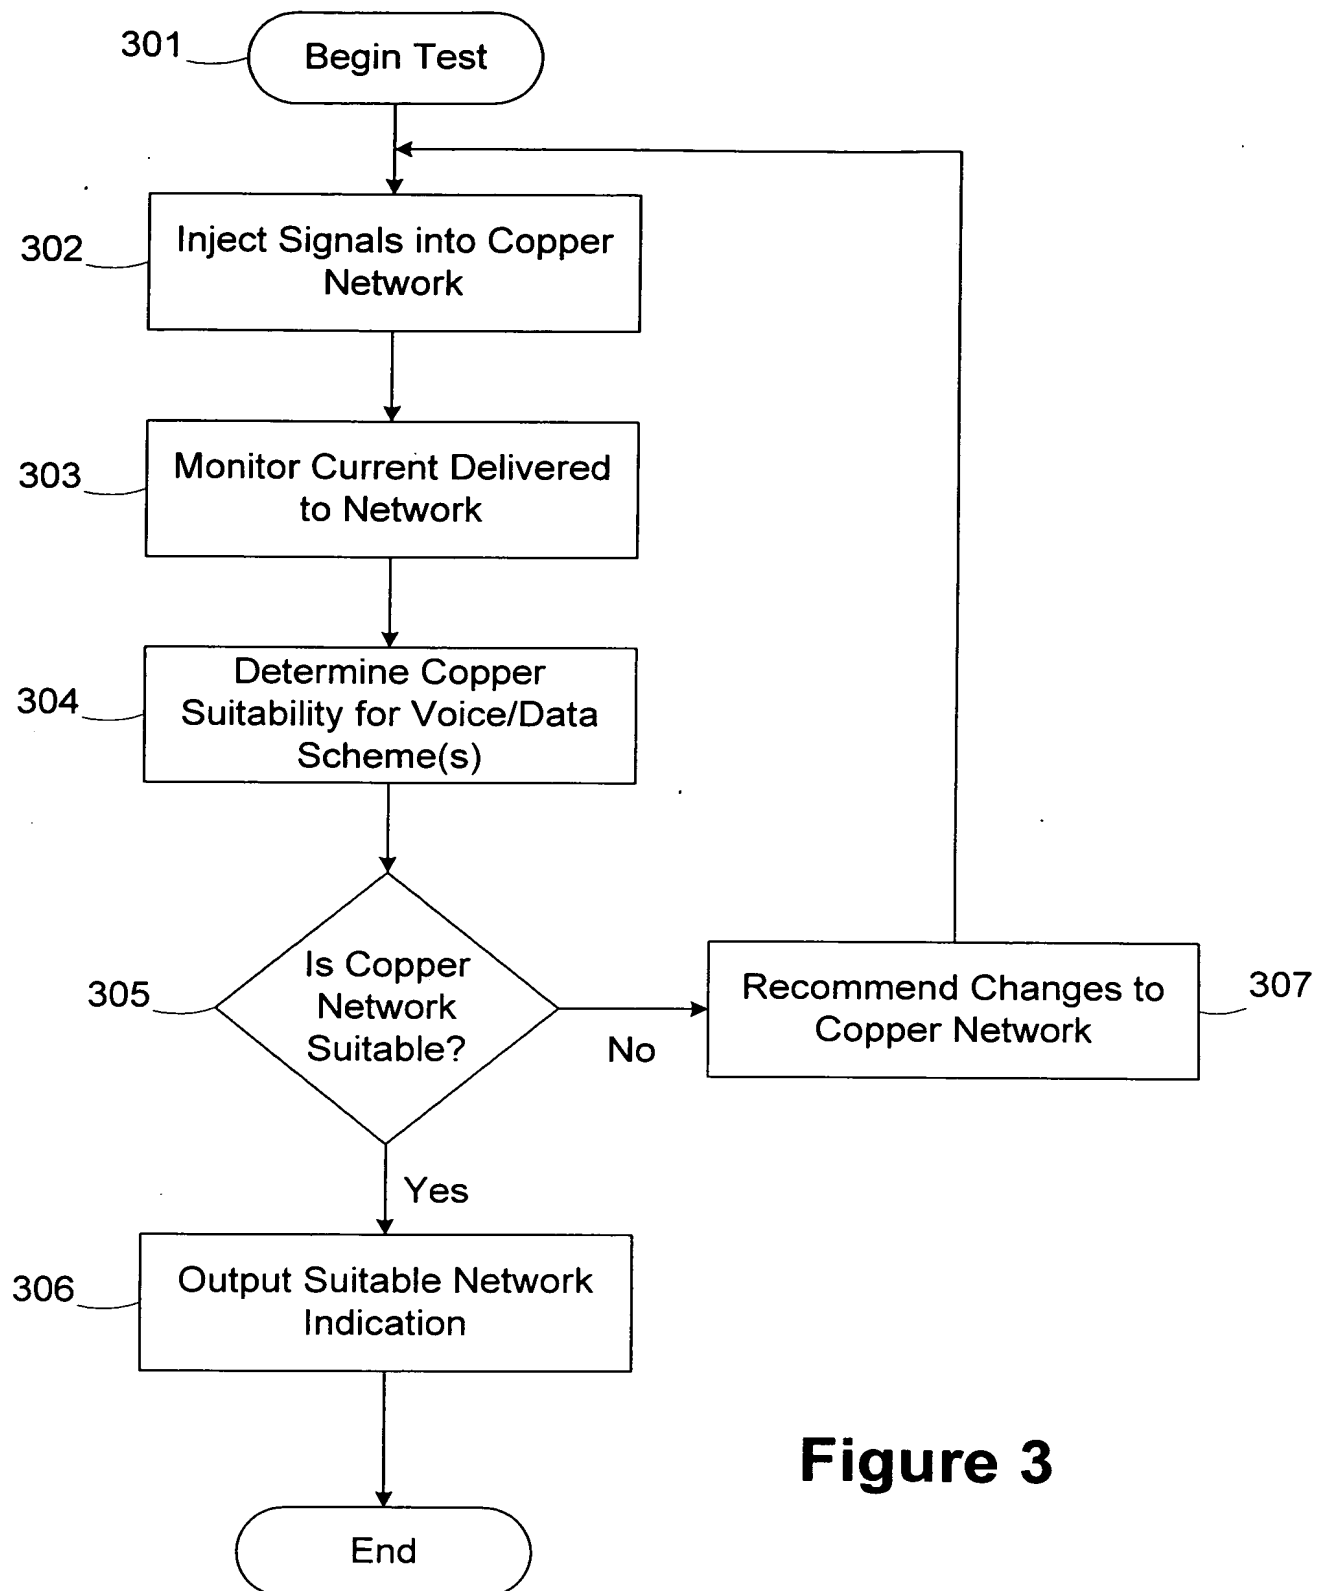 301
Begin Test
302
Inject Signals into Copper
Network
303
Monitor Current Delivered
to Network
304
Determine Copper
Suitability for Voice/Data
Scheme(s)
305
Is Copper
Network
Suitable?
No
Recommend Changes to
Copper Network
307
Yes
306
Output Suitable Network
Indication
End
Figure 3